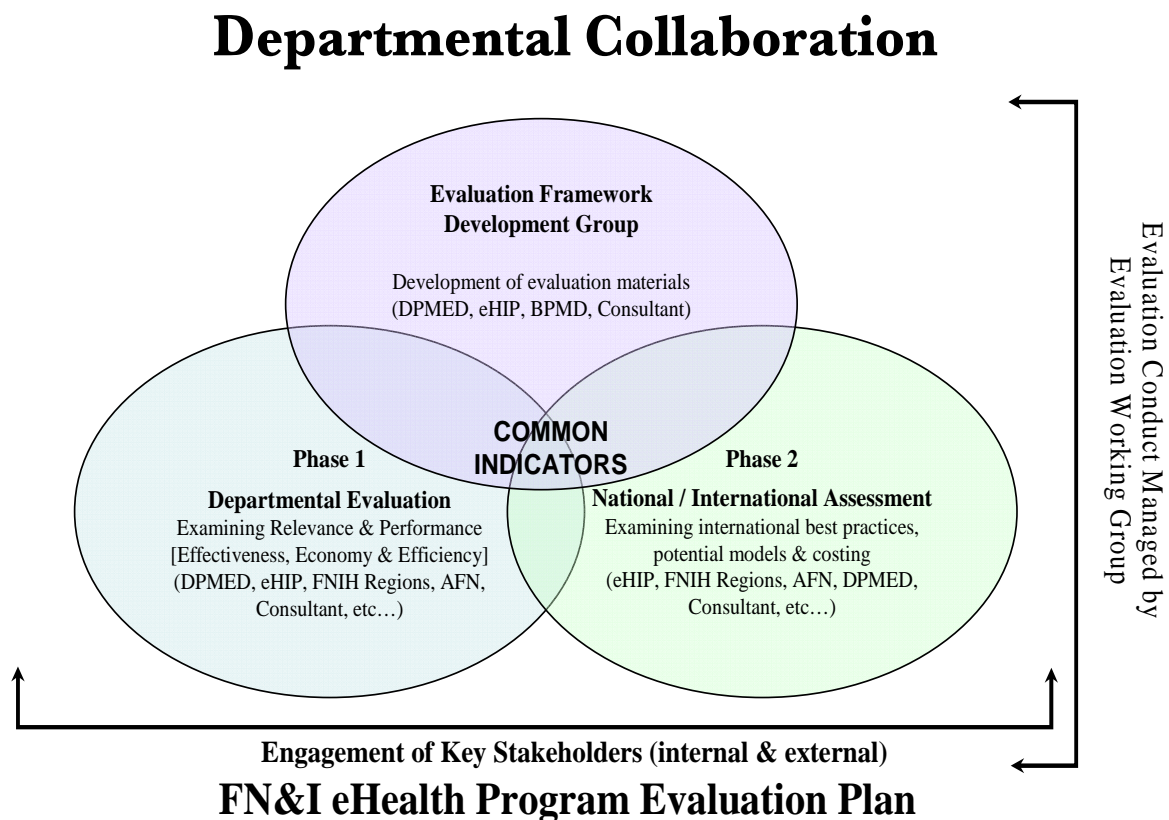 Departmental Collaboration
Evaluation Framework
Development Group
Development of evaluation materials
(DPMED, eHIP, BPMD, Consultant)
COMMON
INDICATORS
Phase 1
Departmental Evaluation
Examining Relevance & Performance
[Effectiveness, Economy & Efficiency]
(DPMED, eHIP, FNIH Regions, AFN,
Consultant, etc…)
Phase 2
National / International Assessment
Examining international best practices,
potential models & costing
(eHIP, FNIH Regions, AFN, DPMED,
Consultant, etc…)
Evaluation Conduct Managed by
Evaluation Working Group
Engagement of Key Stakeholders (internal & external)
FN&I eHealth Program Evaluation Plan